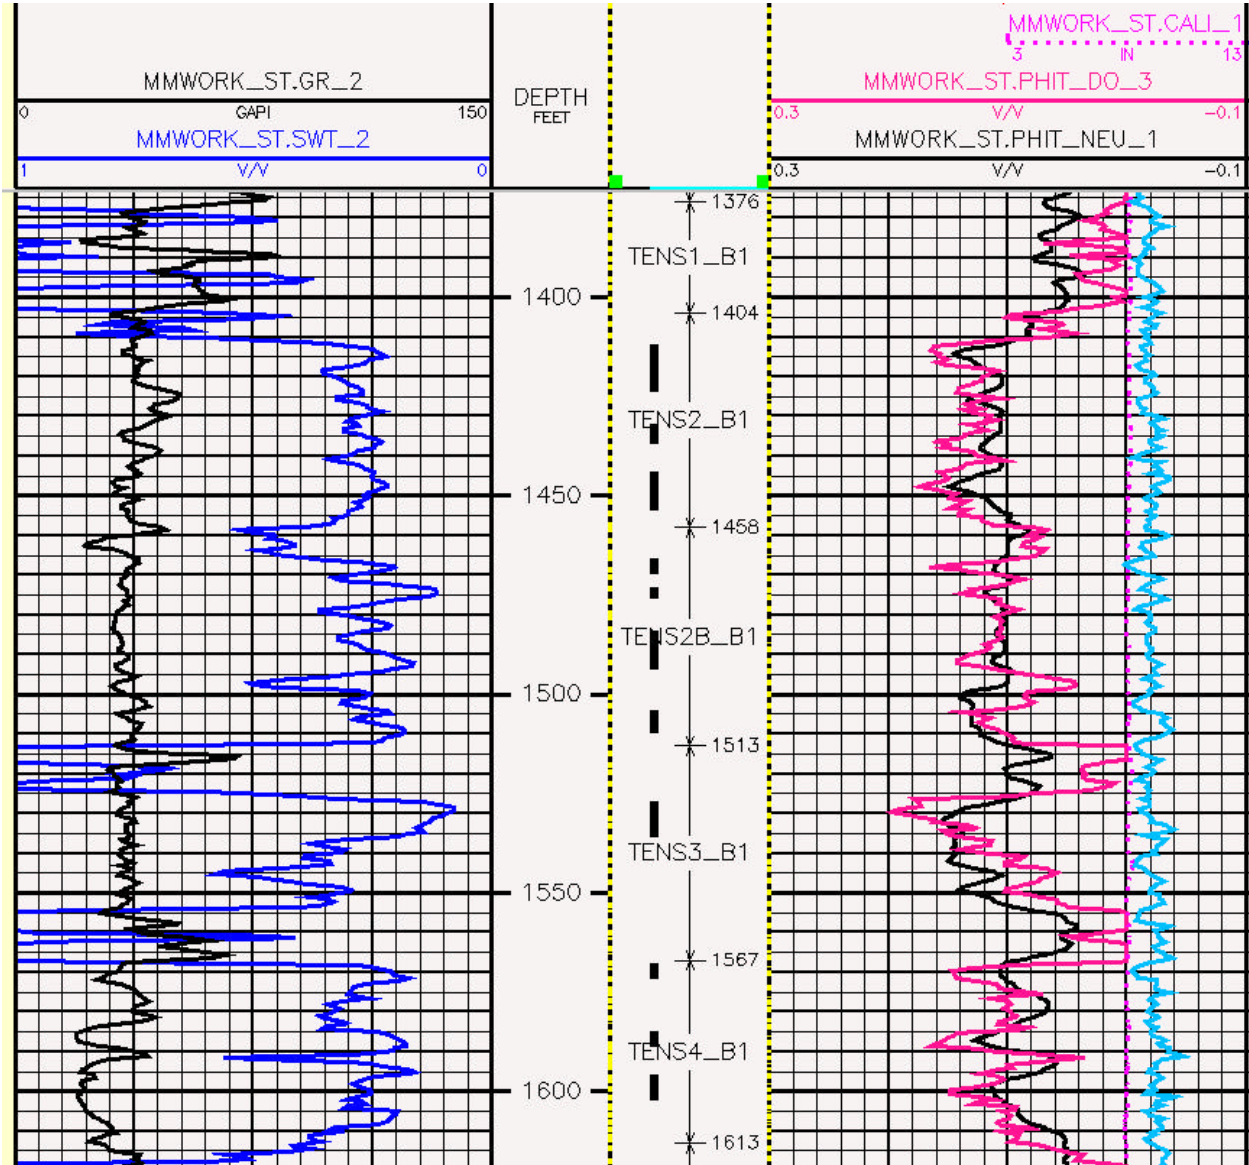 MMWORK_ST.CALI_1
3 IN 13
MMWORK_ST.GR_2
DEPTH
FEET
MMWORK_ST.PHIT_DO_3
0 GAPI 150
0.3 V/V -0.1
MMWORK_ST.SWT_2
MMWORK_ST.PHIT_NEU_1
1 V/V 0
0.3 V/V -0.1
1376
TENS1_B1
1400
1404
TENS2_B1
1450
1458
TENS2B_B1
1500
1513
TENS3_B1
1550
1567
TENS4_B1
1600
1613